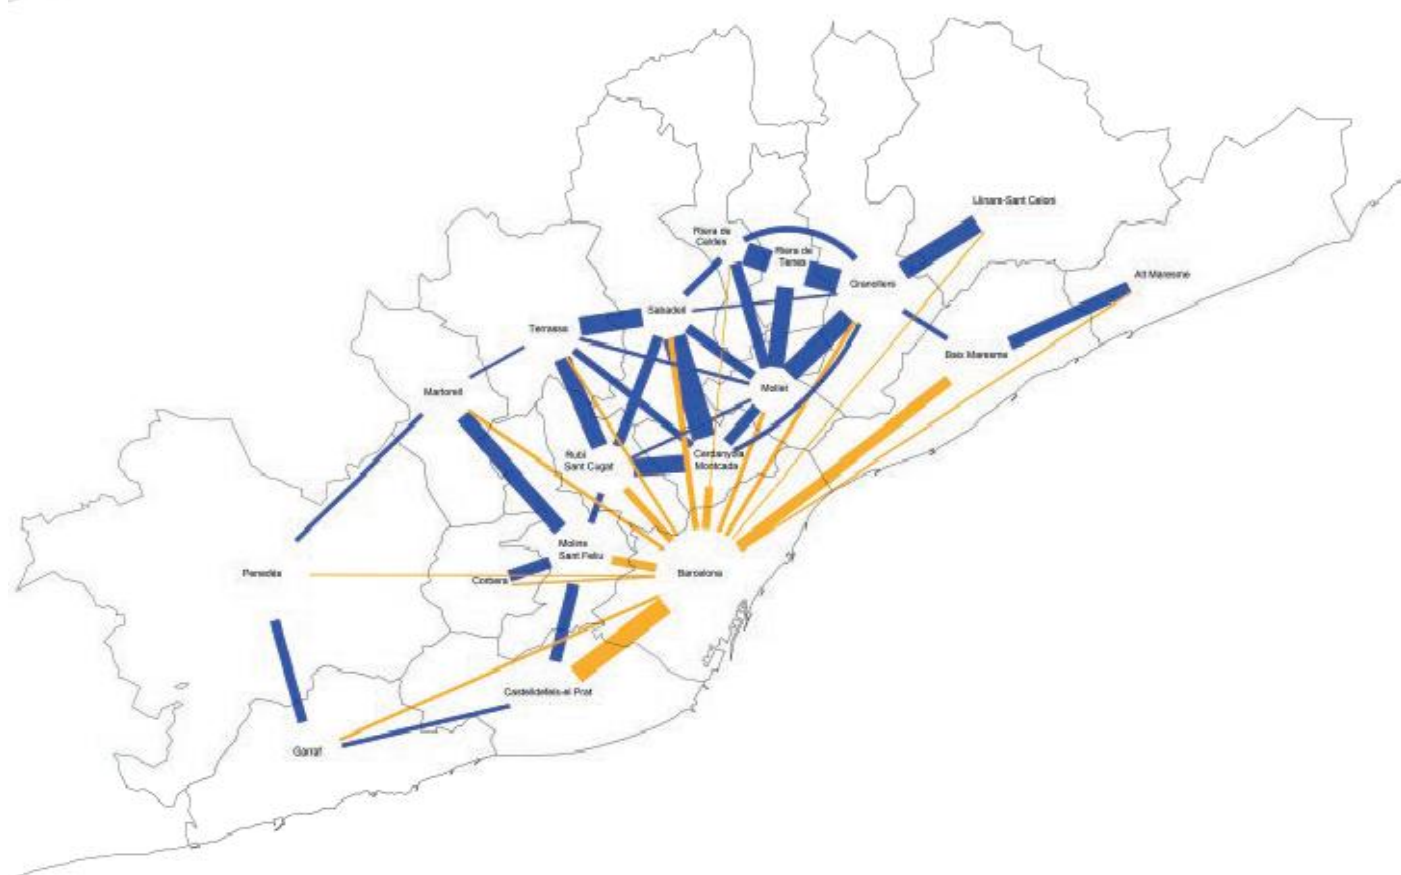 Llinars-Sant Celoni
Riera de
Caldes
Riera de
Tenes
Alt Maresme
Granollers
Sabadell
Terrassa
Baix Maresme
Martorell
Mollet
Rubí
Sant Cugat
Cerdanyola
Montcada
Molins
Sant Feliu
Penedès
Corbera
Barcelona
Castelldefels-el Prat
Garraf